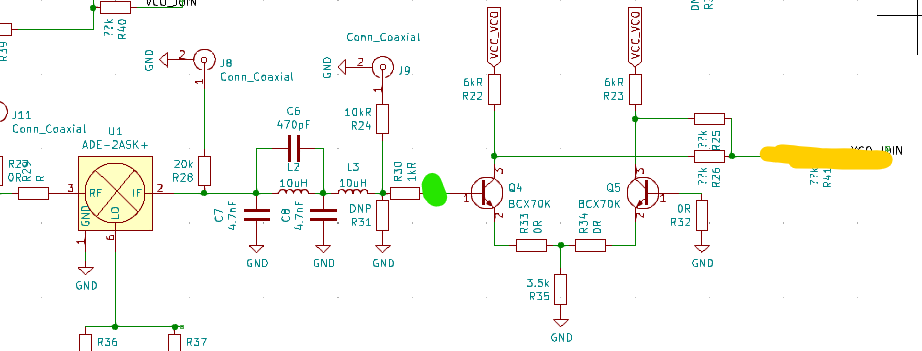 VCO_JOIN
??k
R40
R39
DN
GND
2
J8
Conn_Coaxial
1
Conn_Coaxial
GND
2
J9
1
VCC_VCO
VCC_VCO
6kR
R22
6kR
R23
J11
Conn_Coaxial
U1
ADE-2ASK+
C6
470pF
10kR
R24
??k
R25
??k
R26
R41
??k
R29
R
0R
3
RF
IF
2
LO
GND
1
6
GND
20k
R28
L2
10uH
L3
10uH
R30
1kR
C7
4.7nF
C8
4.7nF
DNP
R31
GND
GND
GND
1
3
2
Q4
BCX70K
Q5
BCX70K
3
1
2
R33
0R
R34
0R
0R
R32
GND
3.5k
R35
GND
R36
R37